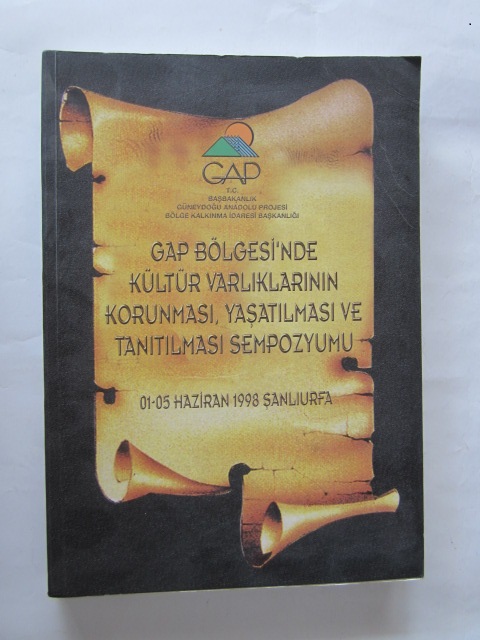 GAP
T.C.
BAŞBAKANLIK
GÜNEYDOĞU ANADOLU PROJESİ
BÖLGE KALKINMA İDARESİ BAŞKANLIĞI
GAP BÖLGESİ'NDE
KÜLTÜR VARLIKLARININ
KORUNMASI, YAŞATILMASI VE
TANITILMASI SEMPOZYUMU
01-05 HAZİRAN 1998 ŞANLIURFA